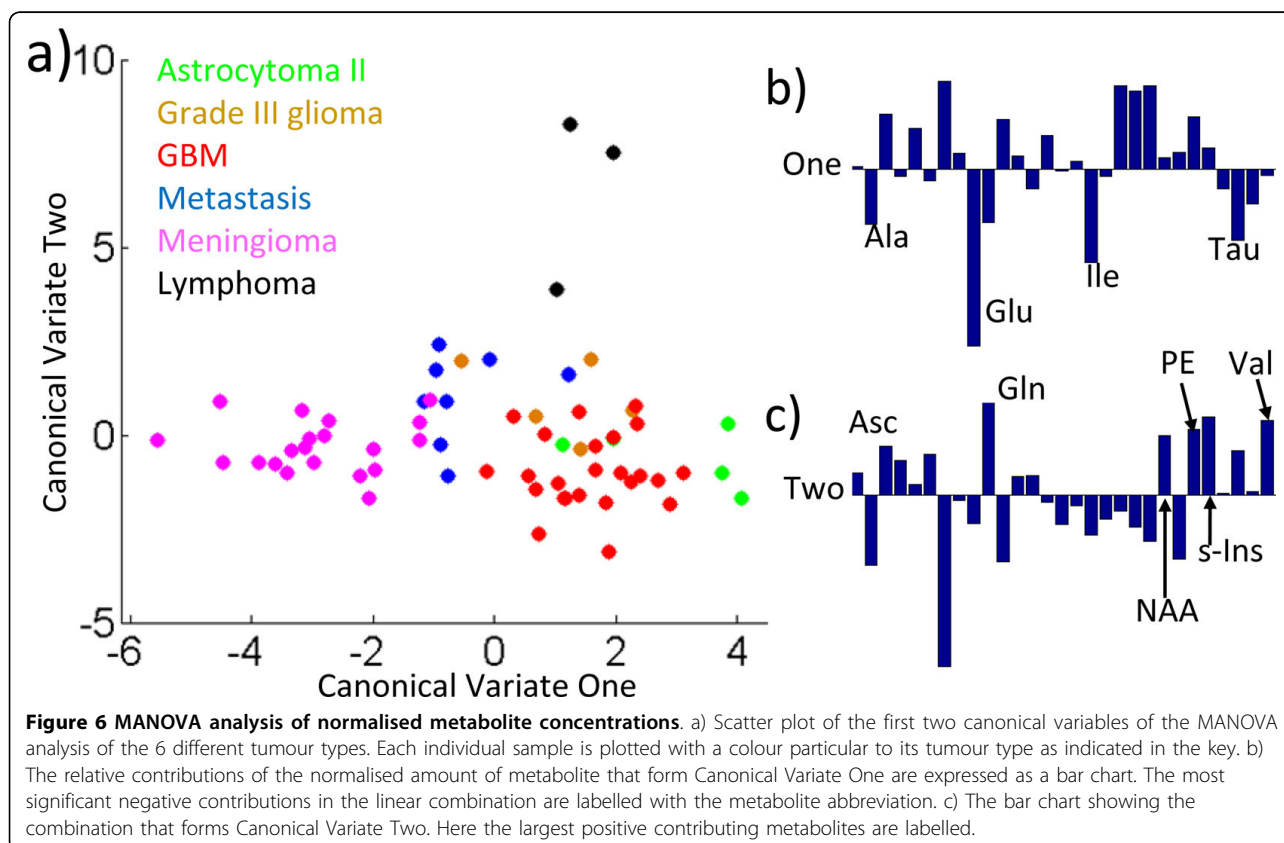 a)
10
5
0
-5
-6 -4 -2 0 2 4
Canonical Variate Two
Canonical Variate One
Astrocytoma II
Grade III glioma
GBM
Metastasis
Meningioma
Lymphoma
b)
One
Ala
Glu
Ile
Tau
c)
Two
Asc
Gln
PE
Val
s-Ins
NAA
Figure 6 MANOVA analysis of normalised metabolite concentrations. a) Scatter plot of the first two canonical variables of the MANOVA
analysis of the 6 different tumour types. Each individual sample is plotted with a colour particular to its tumour type as indicated in the key. b)
The relative contributions of the normalised amount of metabolite that form Canonical Variate One are expressed as a bar chart. The most
significant negative contributions in the linear combination are labelled with the metabolite abbreviation. c) The bar chart showing the
combination that forms Canonical Variate Two. Here the largest positive contributing metabolites are labelled.